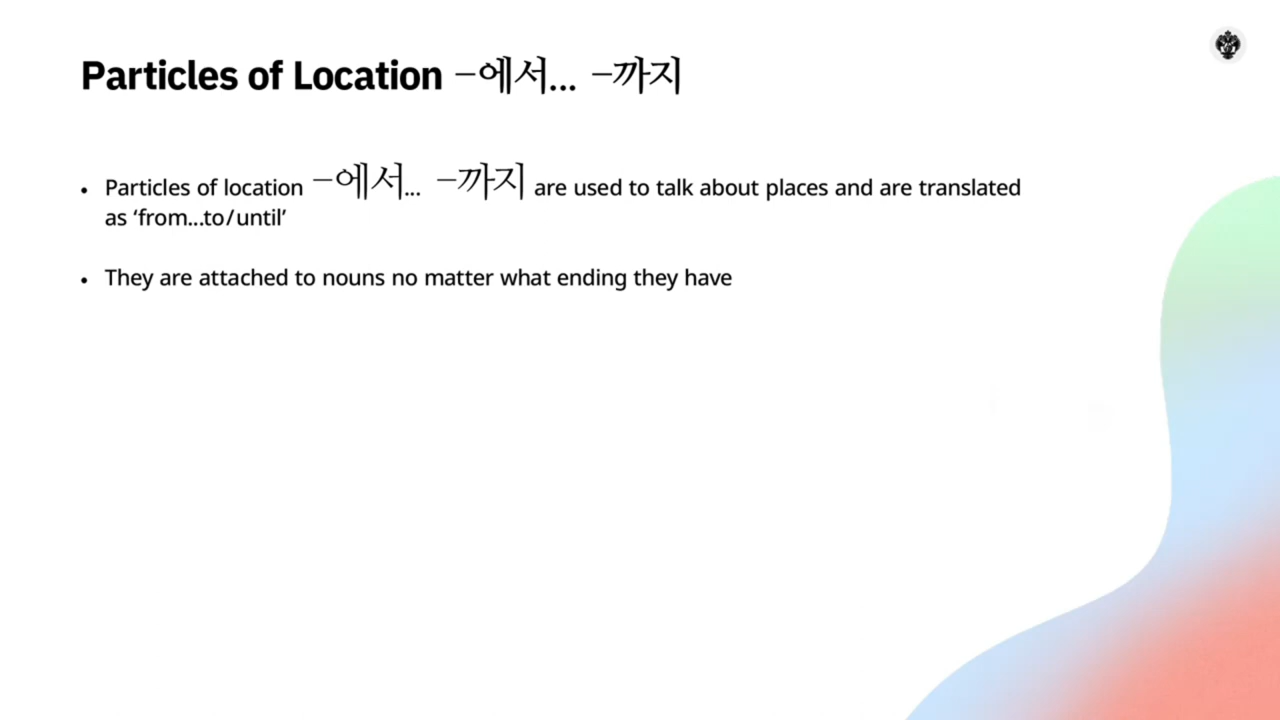 Particles of Location –에서... –까지
• Particles of location –에서... –까지 are used to talk about places and are translated
as ‘from...to/until’
• They are attached to nouns no matter what ending they have